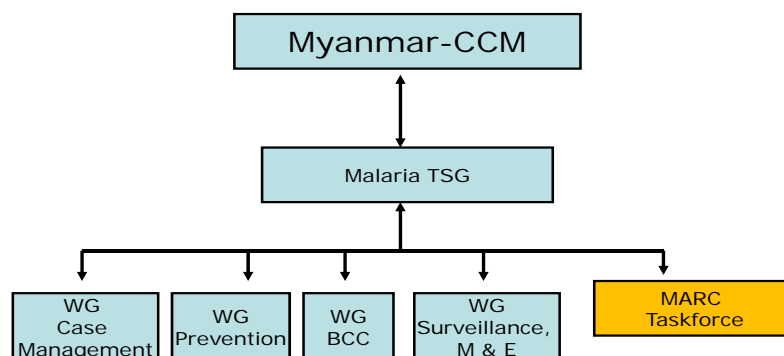 Myanmar-CCM
Malaria TSG
WG
Case
Management
WG
Prevention
WG
BCC
WG
Surveillance,
M & E
MARC
Taskforce